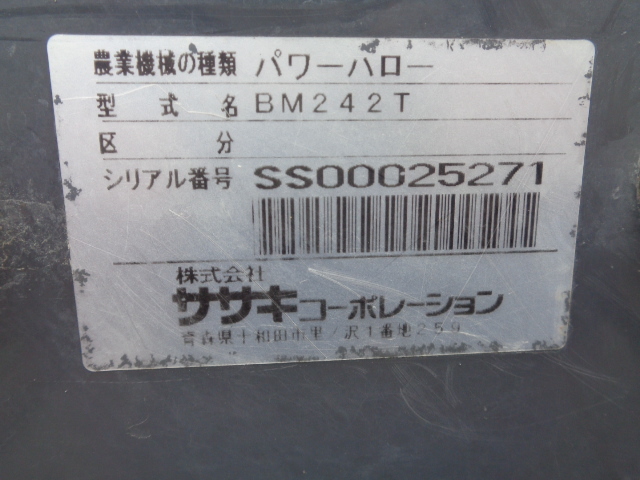 農業機械の種類 パワーハロー
型式名 BM242T
区分
シリアル番号 SS00025271
株式会社
ササキコーポレーション
青森県十和田市里ノ沢1番地259